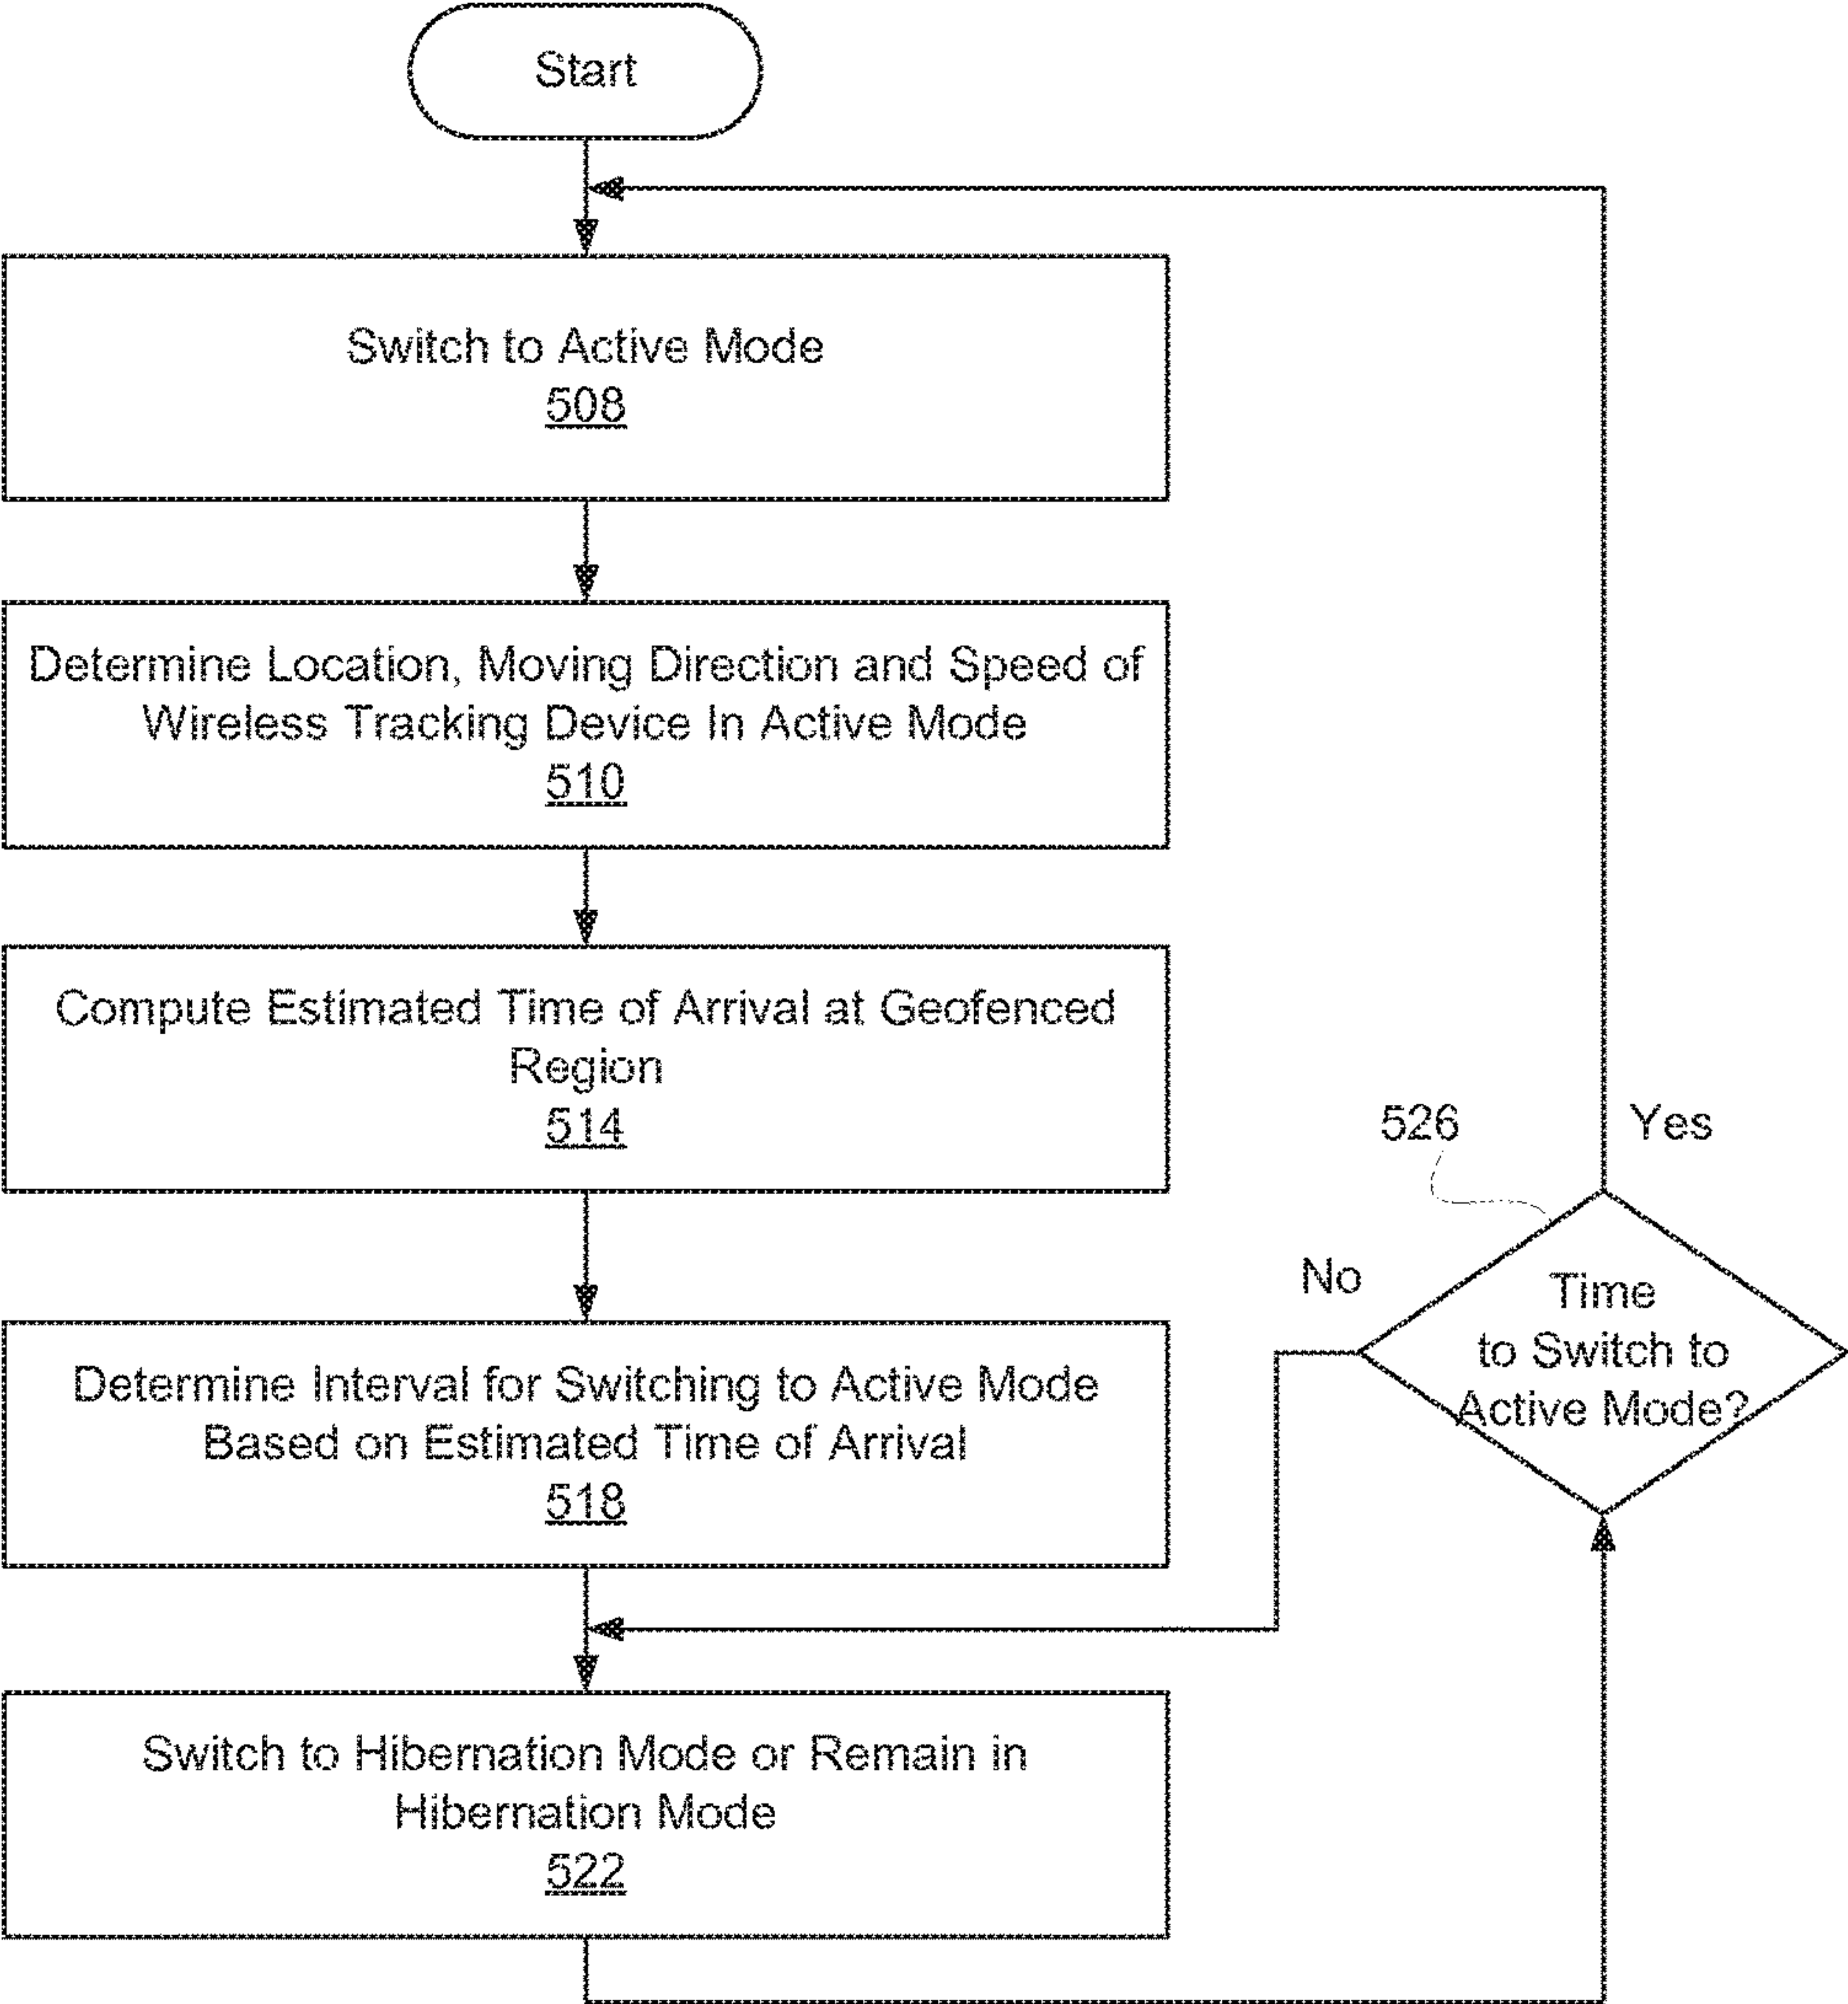 Start
Switch to Active Mode
508
Determine Location, Moving Direction and Speed of
Wireless Tracking Device In Active Mode
510
Compute Estimated Time of Arrival at Geofenced
Region
514
526
Yes
No
Time
to Switch to
Active Mode?
Determine Interval for Switching to Active Mode
Based on Estimated Time of Arrival
518
Switch to Hibernation Mode or Remain in
Hibernation Mode
522